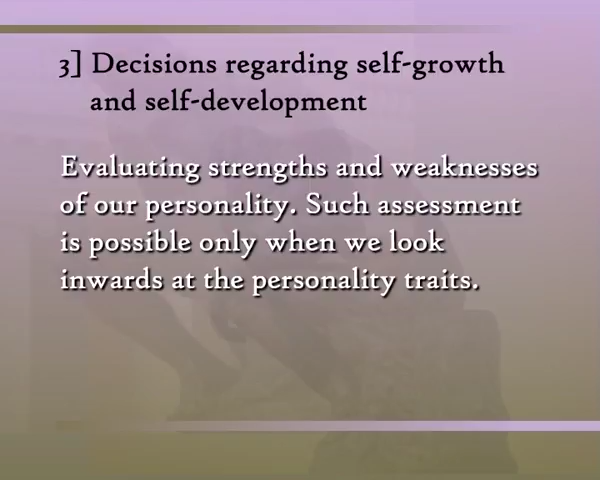 3] Decisions regarding self-growth
and self-development
Evaluating strengths and weaknesses
of our personality. Such assessment
is possible only when we look
inwards at the personality traits.